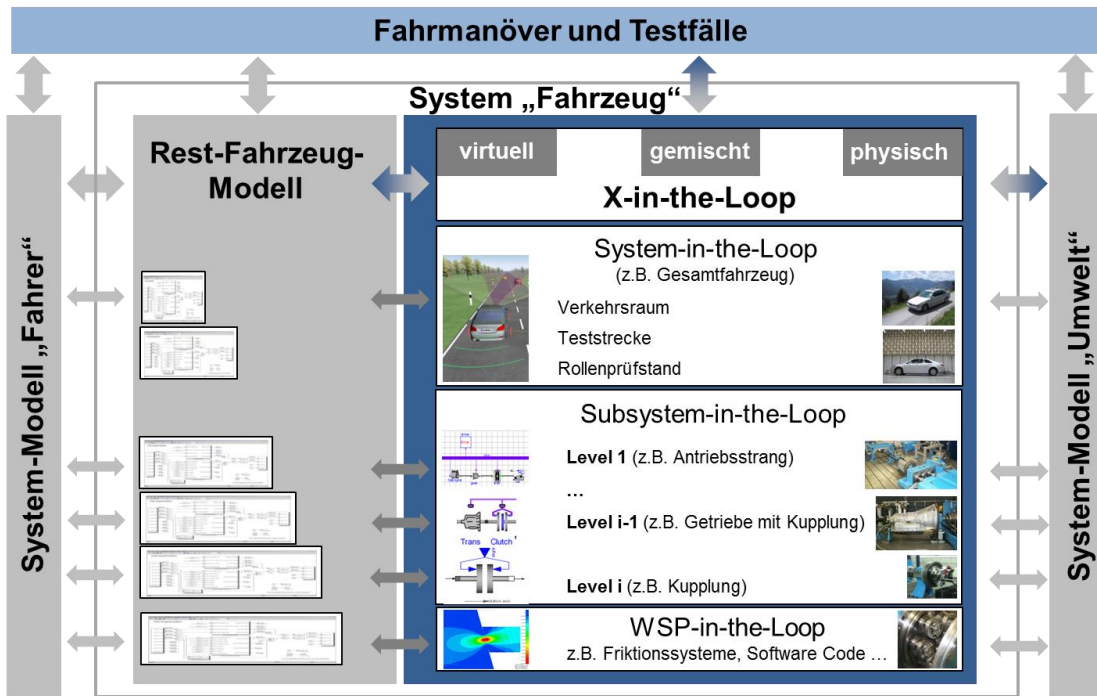 Fahrmanöver und Testfälle
System „Fahrzeug“
System-Modell „Fahrer“
Rest-Fahrzeug-
Modell
virtuell
gemischt
physisch
X-in-the-Loop
System-in-the-Loop
(z.B. Gesamtfahrzeug)
Verkehrsraum
Teststrecke
Rollenprüfstand
Subsystem-in-the-Loop
Level 1 (z.B. Antriebsstrang)
...
Level i-1 (z.B. Getriebe mit Kupplung)
Trans Clutch
Level i (z.B. Kupplung)
WSP-in-the-Loop
z.B. Friktionssysteme, Software Code ...
System-Modell „Umwelt“